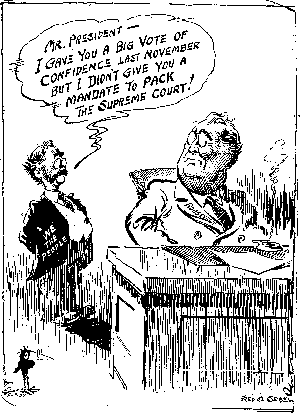 MR. PRESIDENT—
I GAVE YOU A BIG VOTE OF
CONFIDENCE LAST NOVEMBER
BUT I DIDN'T GIVE YOU A
MANDATE TO PACK
THE SUPREME COURT!
WE
THE
PEOPLE